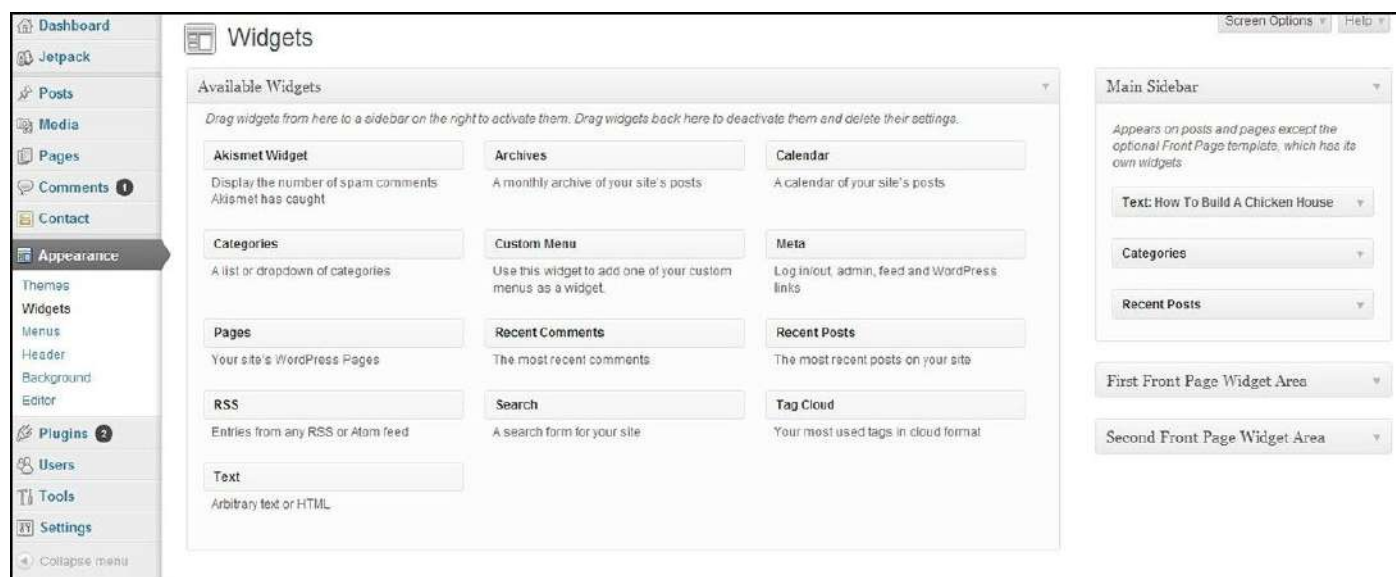 Dashboard
Jetpack
Posts
Media
Pages
Comments 1
Contact
Appearance
Themes
Widgets
Menus
Header
Background
Editor
Plugins 2
Users
Tools
Settings
Collapse menu
Widgets
Screen Options
Help
Available Widgets
Drag widgets from here to a sidebar on the right to activate them. Drag widgets back here to deactivate them and delete their settings.
Akismet Widget
Display the number of spam comments
Akismet has caught
Archives
A monthly archive of your site's posts
Calendar
A calendar of your site's posts
Categories
A list or dropdown of categories
Custom Menu
Use this widget to add one of your custom
menus as a widget.
Meta
Log in/out, admin, feed and WordPress
links
Pages
Your site's WordPress Pages
Recent Comments
The most recent comments
Recent Posts
The most recent posts on your site
RSS
Entries from any RSS or Atom feed
Search
A search form for your site
Tag Cloud
Your most used tags in cloud format
Text
Arbitrary text or HTML
Main Sidebar
Appears on posts and pages except the
optional Front Page template, which has its
own widgets
Text: How To Build A Chicken House
Categories
Recent Posts
First Front Page Widget Area
Second Front Page Widget Area